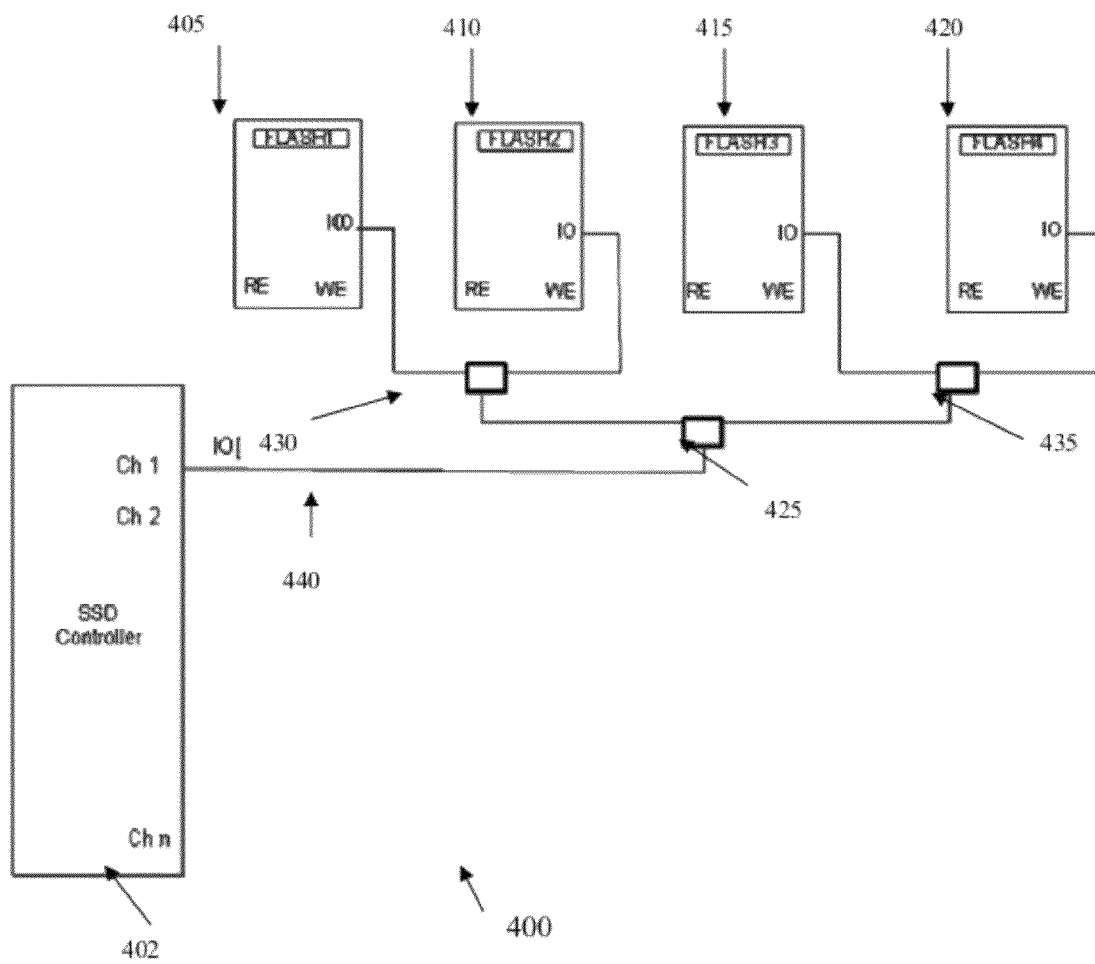 405
410
415
420
FLASH1
FLASH2
FLASH3
FLASH4
IO
IO
IO
RE WE
RE WE
RE WE
RE WE
430
435
425
IO[
Ch 1
Ch 2
440
SSD
Controller
Ch n
400
402